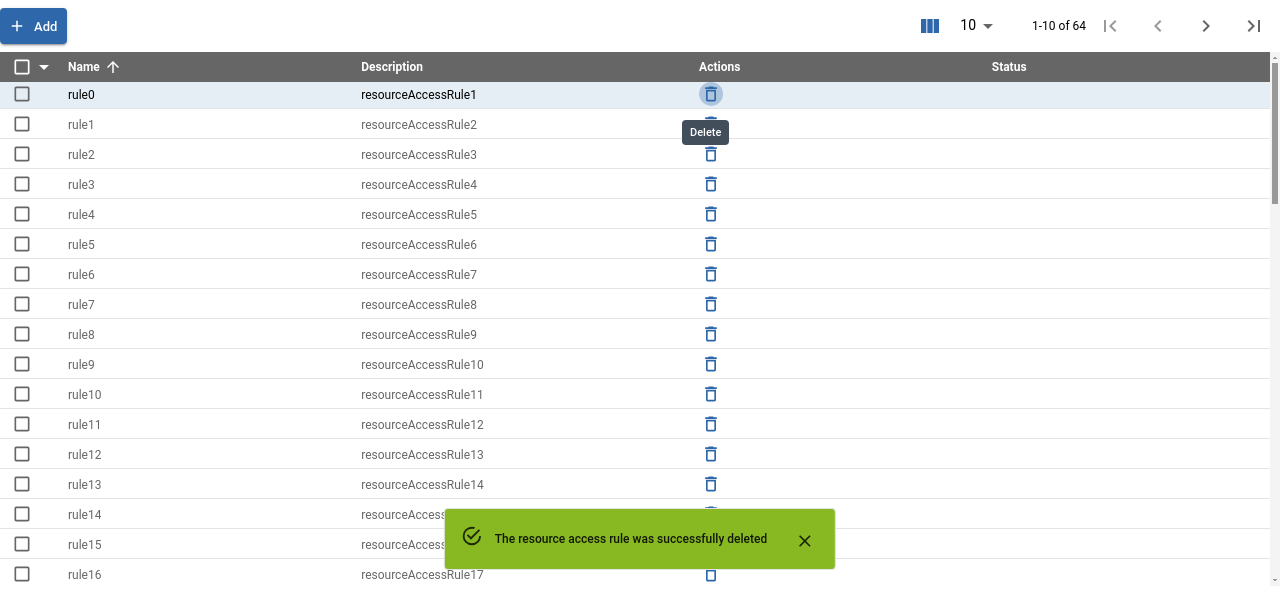 Add 10 1-10 of 64
Name Description Actions Status
rule0 resourceAccessRule1
rule1 resourceAccessRule2
Delete
rule2 resourceAccessRule3
rule3 resourceAccessRule4
rule4 resourceAccessRule5
rule5 resourceAccessRule6
rule6 resourceAccessRule7
rule7 resourceAccessRule8
rule8 resourceAccessRule9
rule9 resourceAccessRule10
rule10 resourceAccessRule11
rule11 resourceAccessRule12
rule12 resourceAccessRule13
rule13 resourceAccessRule14
rule14 resourceAccess
The resource access rule was successfully deleted
rule15 resourceAccess
rule16 resourceAccessRule17